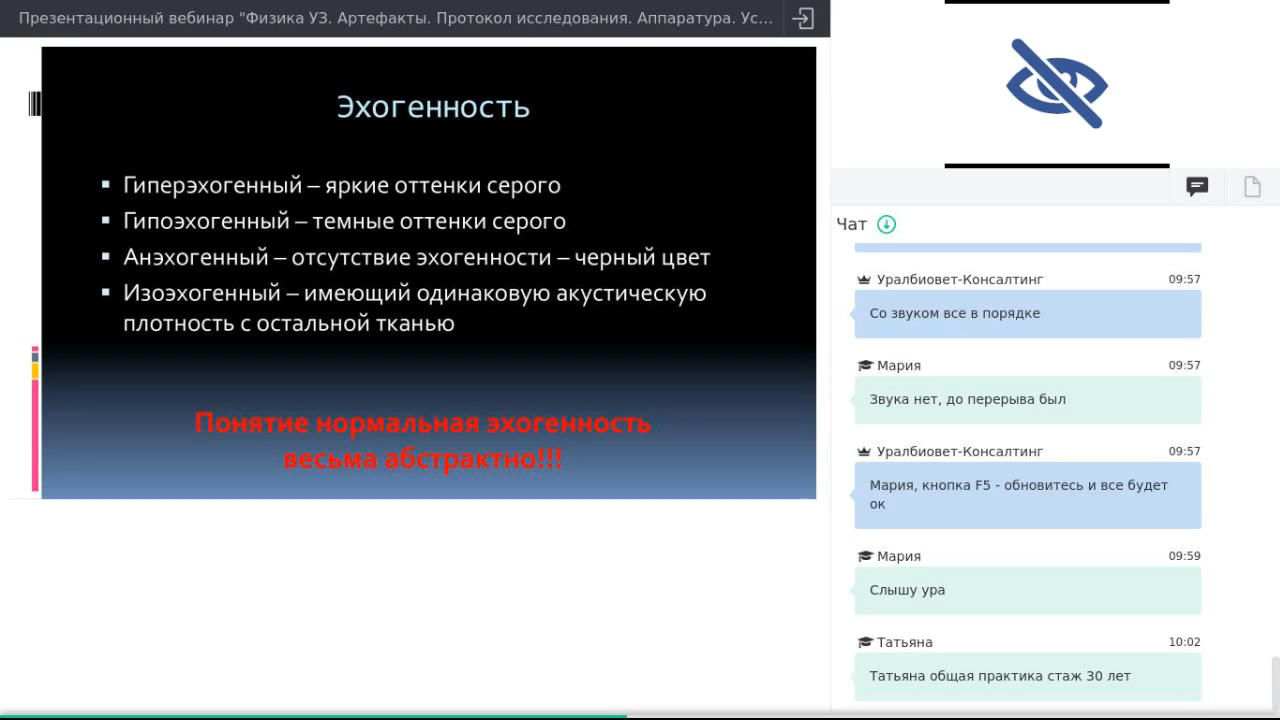 Презентационный вебинар "Физика УЗ. Артефакты. Протокол исследования. Аппаратура. Ус...
Эхогенность
Гиперэхогенный – яркие оттенки серого
Гипоэхогенный – темные оттенки серого
Анэхогенный – отсутствие эхогенности – черный цвет
Изоэхогенный – имеющий одинаковую акустическую
плотность с остальной тканью
Понятие нормальная эхогенность
весьма абстрактно!!!
Чат
Уралбиовет-Консалтинг 09:57
Со звуком все в порядке
Мария 09:57
Звука нет, до перерыва был
Уралбиовет-Консалтинг 09:57
Мария, кнопка F5 - обновитесь и все будет
ок
Мария 09:59
Слышу ура
Татьяна 10:02
Татьяна общая практика стаж 30 лет